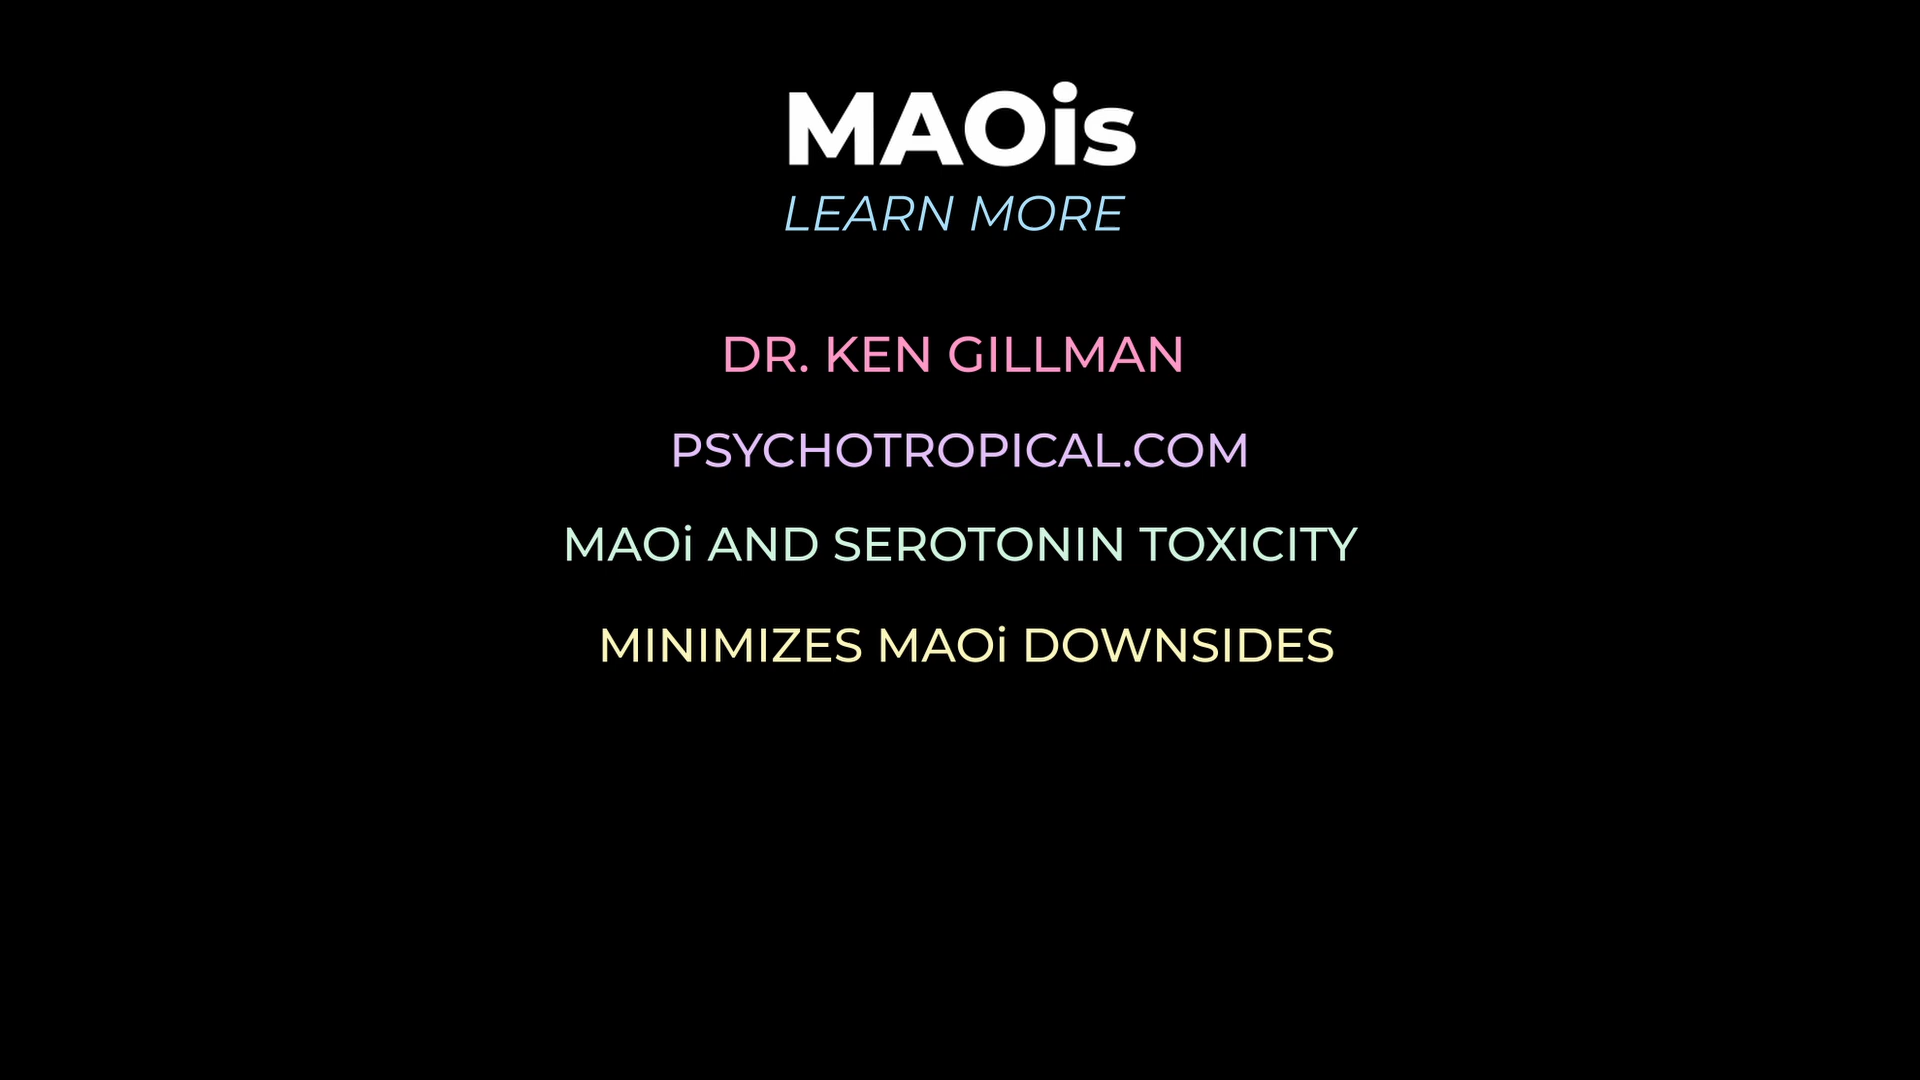 MAOis
LEARN MORE
DR. KEN GILLMAN
PSYCHOTROPICAL.COM
MAOi AND SEROTONIN TOXICITY
MINIMIZES MAOi DOWNSIDES